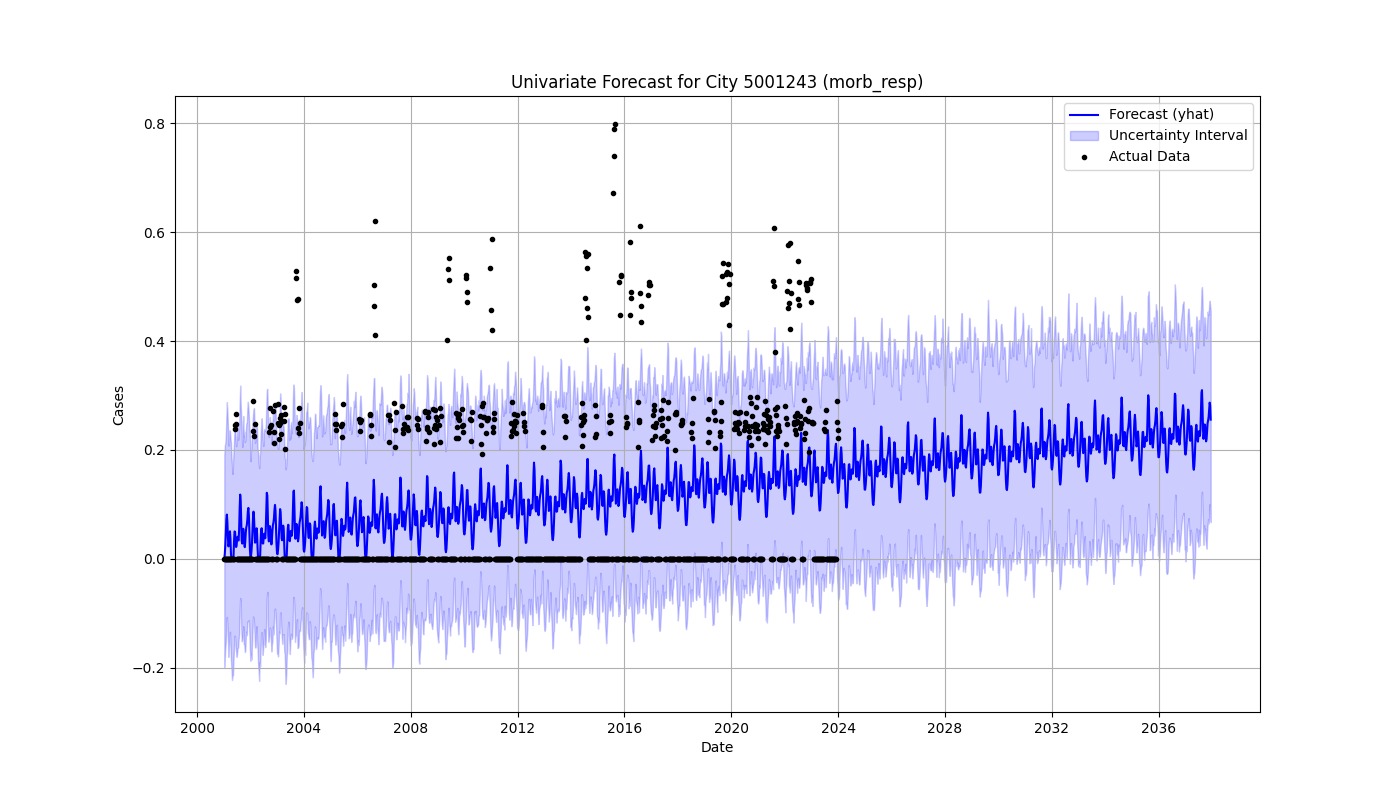 Univariate Forecast for City 5001243 (morb_resp)
Forecast (yhat)
Uncertainty Interval
Actual Data
Cases
0.8
0.6
0.4
0.2
0.0
−0.2
2000 2004 2008 2012 2016 2020 2024 2028 2032 2036
Date